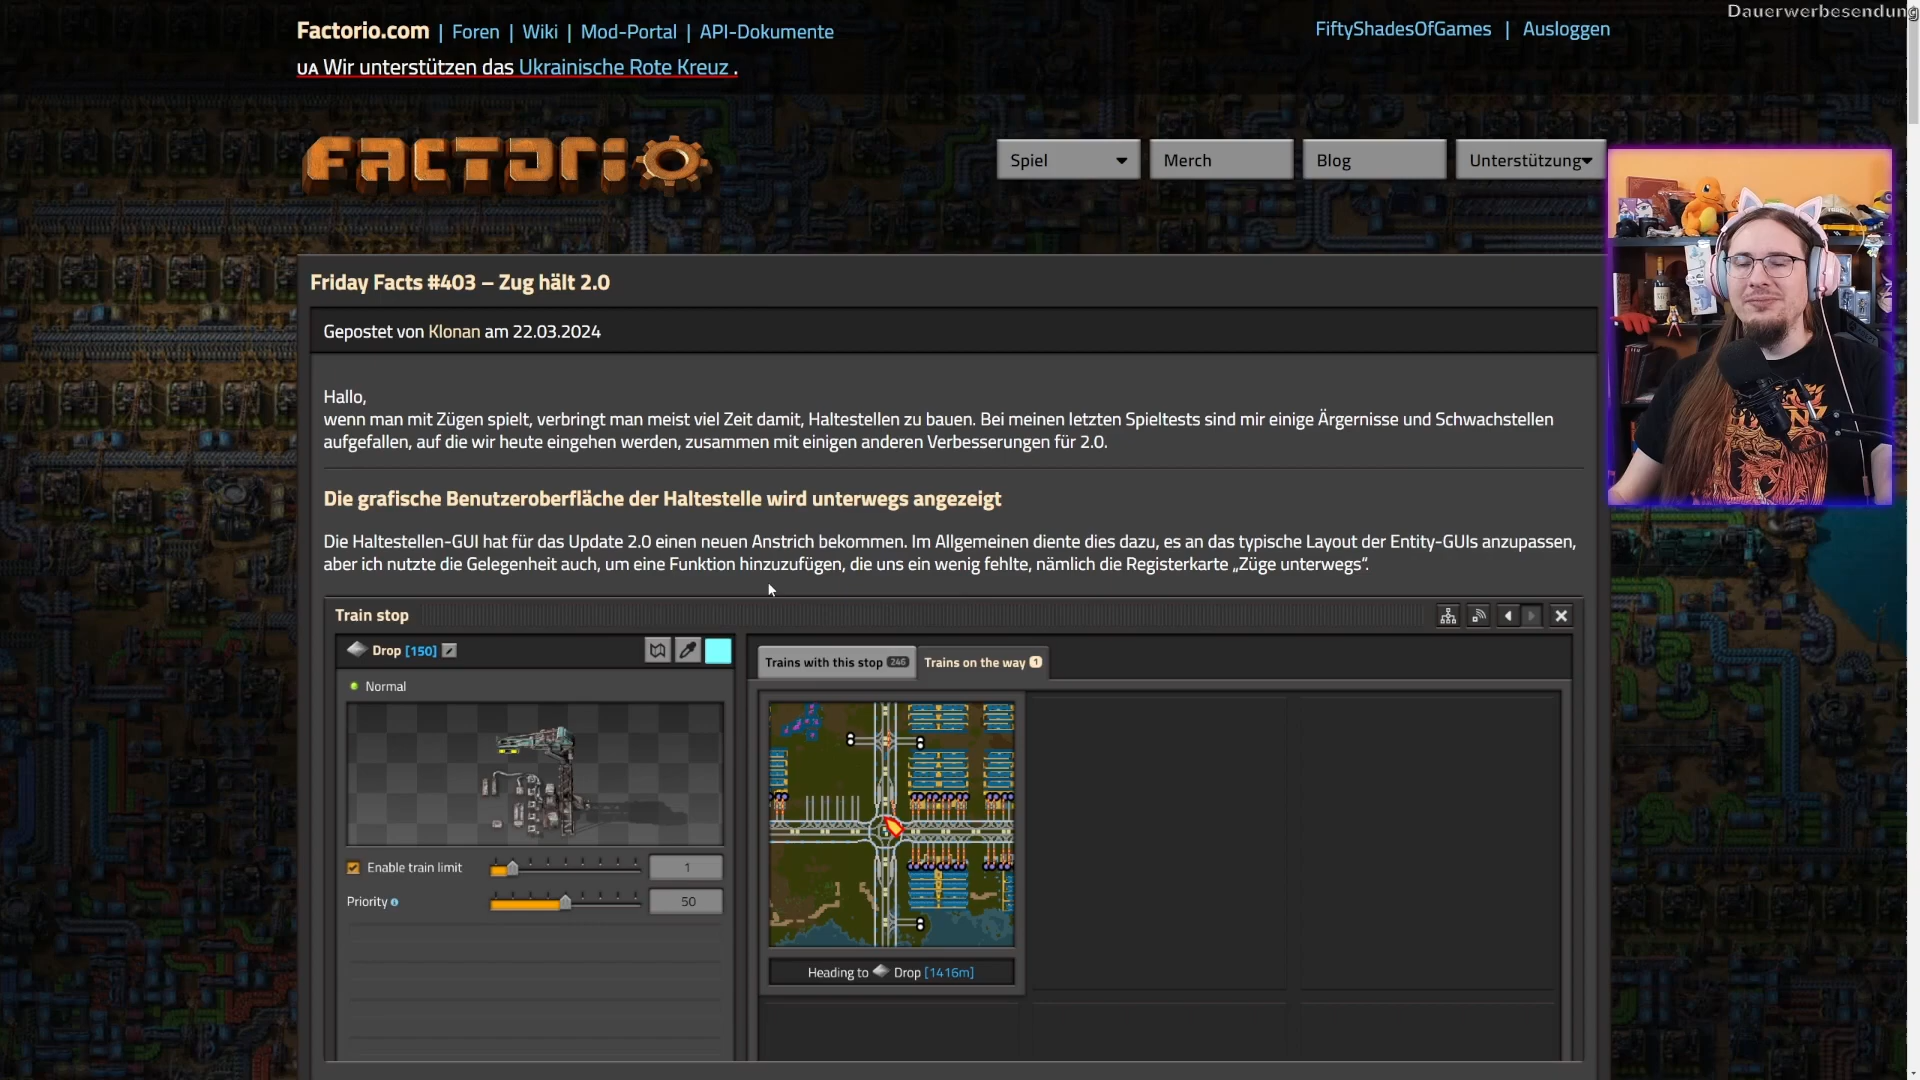 Dauerwerbesendung
Factorio.com | Foren | Wiki | Mod-Portal | API-Dokumente
FiftyShadesOfGames | Ausloggen
UA Wir unterstützen das Ukrainische Rote Kreuz .
FACTORIO
Spiel
Merch
Blog
Unterstützung
Friday Facts #403 – Zug hält 2.0
Gepostet von Klonan am 22.03.2024
Hallo,
wenn man mit Zügen spielt, verbringt man meist viel Zeit damit, Haltestellen zu bauen. Bei meinen letzten Spieltests sind mir einige Ärgernisse und Schwachstellen
aufgefallen, auf die wir heute eingehen werden, zusammen mit einigen anderen Verbesserungen für 2.0.
Die grafische Benutzeroberfläche der Haltestelle wird unterwegs angezeigt
Die Haltestellen-GUI hat für das Update 2.0 einen neuen Anstrich bekommen. Im Allgemeinen diente dies dazu, es an das typische Layout der Entity-GUIs anzupassen,
aber ich nutzte die Gelegenheit auch, um eine Funktion hinzuzufügen, die uns ein wenig fehlte, nämlich die Registerkarte „Züge unterwegs“.
Train stop
Drop [150]
Trains with this stop 246
Trains on the way 1
Normal
Enable train limit
1
Priority
50
Heading to Drop [1416m]